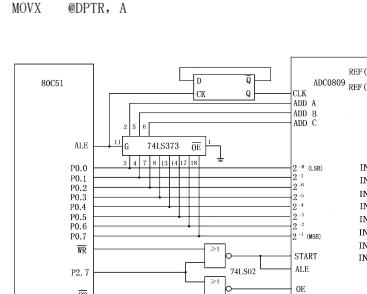 MOVX @DPTR, A
REF(
80C51
D Q
ADC0809 REF(
CK Q
CLK
ADD A
ADD B
ADD C
2 5 6
ALE 11 G 74LS373 OE 1
3 4 7 8 13 14 17 18
P0.0 2-8 (LSB) IN
P0.1 2-7 IN
P0.2 2-6 IN
P0.3 2-5 IN
P0.4 2-4 IN
P0.5 2-3 IN
P0.6 2-2 IN
P0.7 2-1 (MSB) IN
WR ≥1
START
P2.7 74LS02 ALE
≥1
OE